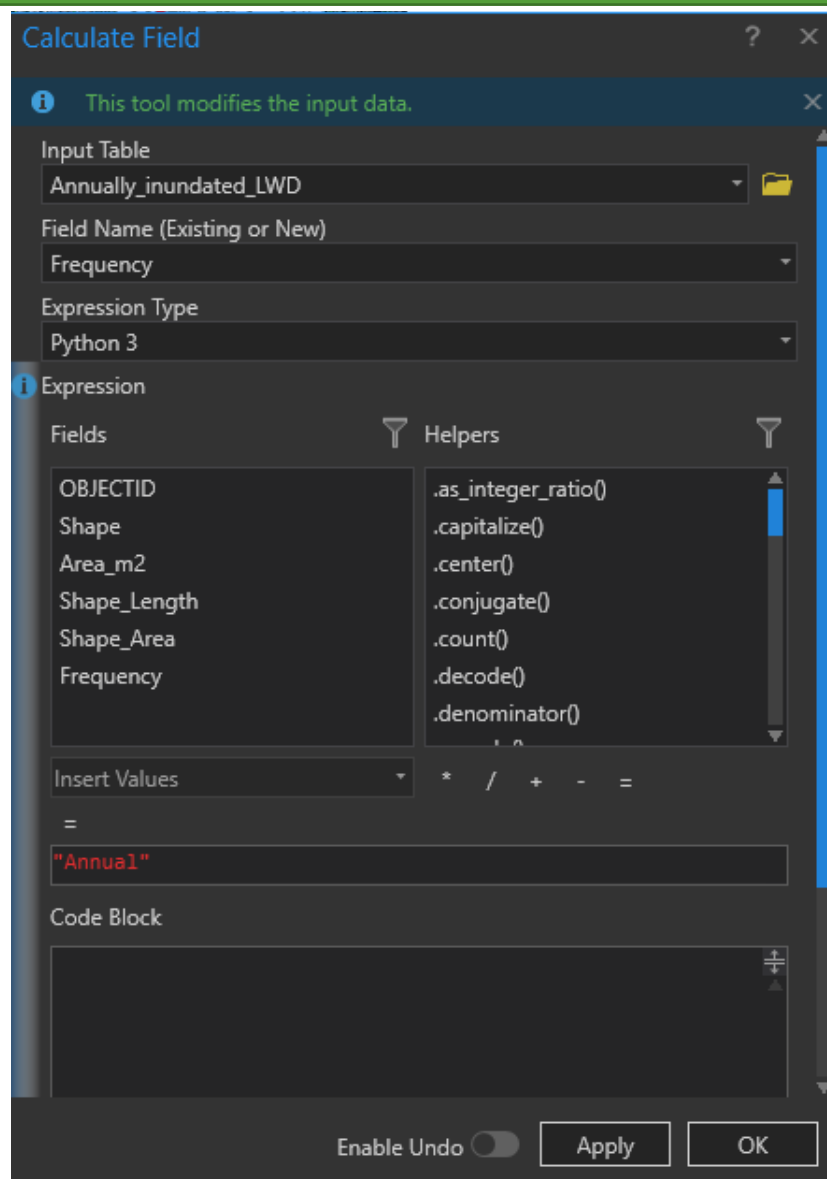 Calculate Field ? ×
i This tool modifies the input data. ×
Input Table
Annually_inundated_LWD
Field Name (Existing or New)
Frequency
Expression Type
Python 3
i Expression
Fields Helpers
OBJECTID .as_integer_ratio()
Shape .capitalize()
Area_m2 .center()
Shape_Length .conjugate()
Shape_Area .count()
Frequency .decode()
.denominator()
Insert Values * / + - =
=
"Annual"
Code Block
Enable Undo Apply OK